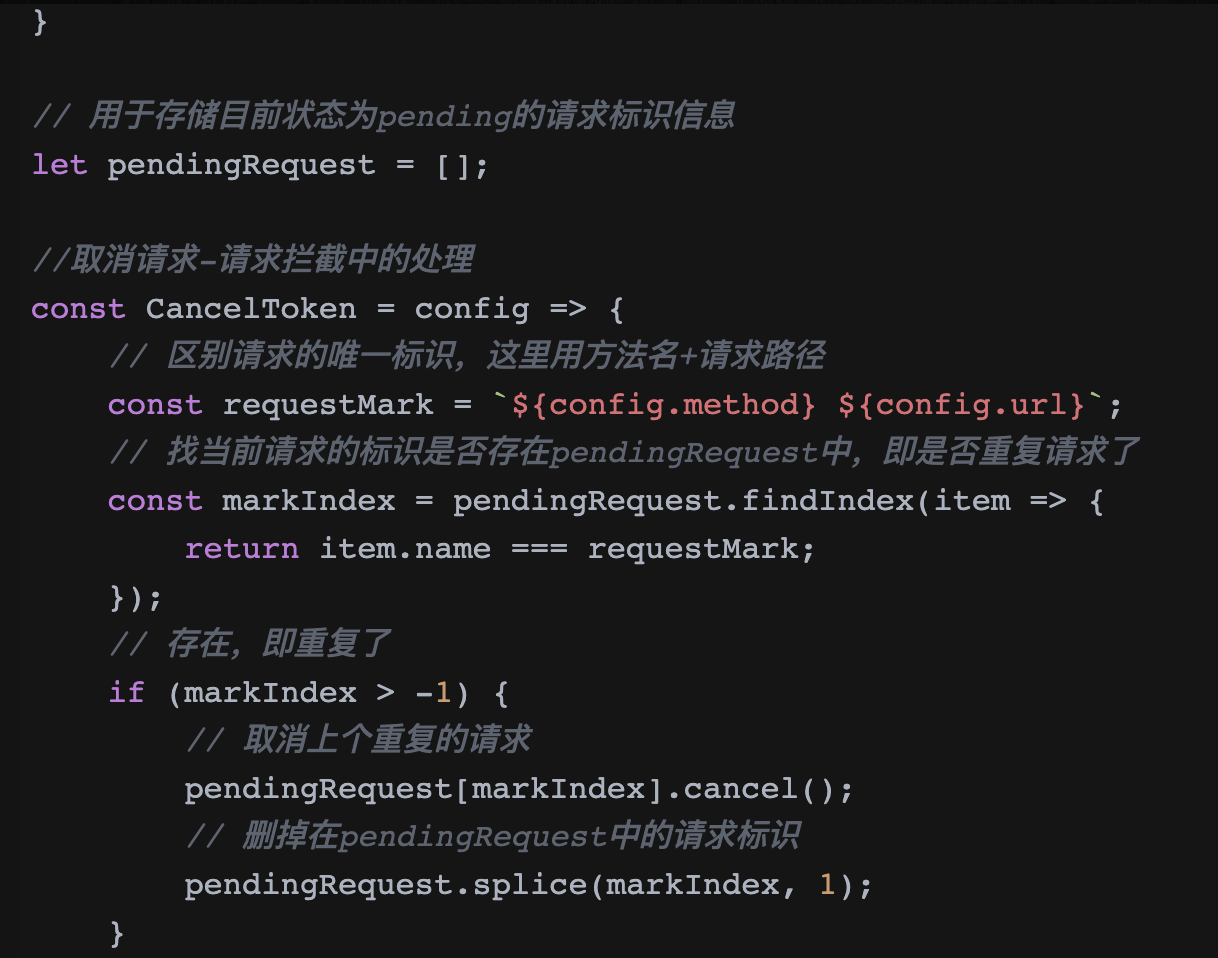 }
// 用于存储目前状态为pending的请求标识信息
let pendingRequest = [];
//取消请求-请求拦截中的处理
const CancelToken = config => {
    // 区别请求的唯一标识，这里用方法名+请求路径
    const requestMark = `${config.method} ${config.url}`;
    // 找当前请求的标识是否存在pendingRequest中，即是否重复请求了
    const markIndex = pendingRequest.findIndex(item => {
        return item.name === requestMark;
    });
    // 存在，即重复了
    if (markIndex > -1) {
        // 取消上个重复的请求
        pendingRequest[markIndex].cancel();
        // 删掉在pendingRequest中的请求标识
        pendingRequest.splice(markIndex, 1);
    }